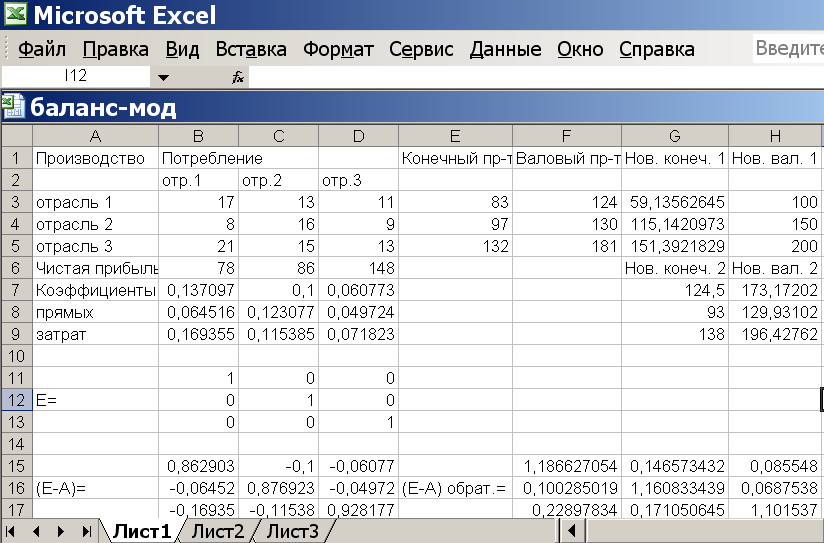 Microsoft Excel
Файл Правка Вид Вставка Формат Сервис Данные Окно Справка Введите
I12 fx
баланс-мод
A B C D E F G H
1 Производство Потребление Конечный пр-т Валовый пр-т Нов. конеч. 1 Нов. вал. 1
2 отр.1 отр.2 отр.3
3 отрасль 1 17 13 11 83 124 59,13562645 100
4 отрасль 2 8 16 9 97 130 115,1420973 150
5 отрасль 3 21 15 13 132 181 151,3921829 200
6 Чистая прибыль 78 86 148 Нов. конеч. 2 Нов. вал. 2
7 Коэффициенты 0,137097 0,1 0,060773 124,5 173,17202
8 прямых 0,064516 0,123077 0,049724 93 129,93102
9 затрат 0,169355 0,115385 0,071823 138 196,42762
10
11 1 0 0
12 E= 0 1 0
13 0 0 1
14
15 0,862903 -0,1 -0,06077 1,186627054 0,146573432 0,085548
16 (E-A)= -0,06452 0,876923 -0,04972 (E-A) обрат.= 0,100285019 1,160833439 0,0687538
17 -0,16935 -0,11538 0,928177 0,22897834 0,171050645 1,101537
Лист1 Лист2 Лист3